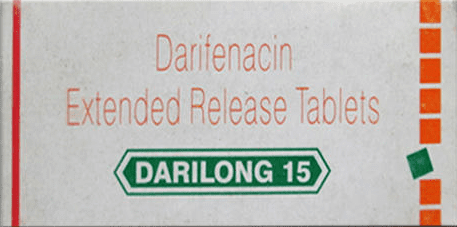 Darifenacin
Extended Release Tablets
DARILONG 15